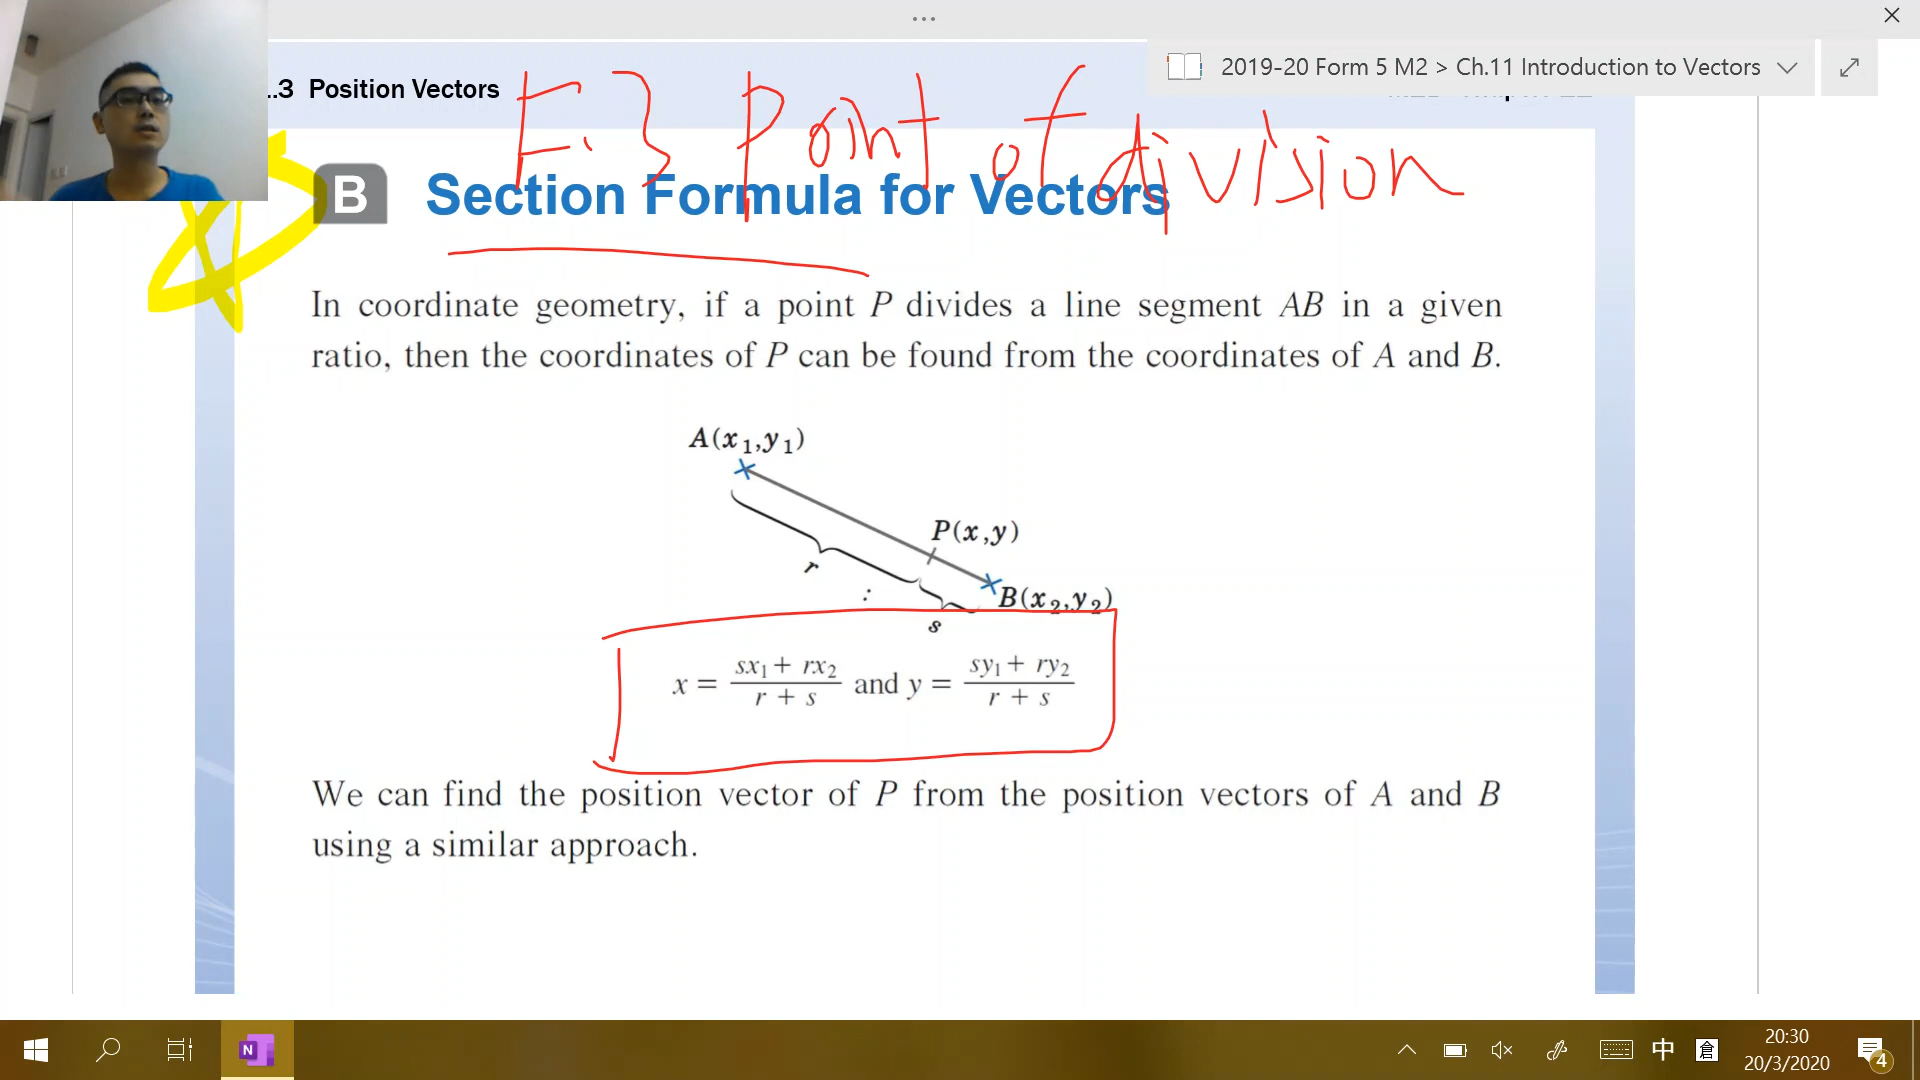 ...
2019-20 Form 5 M2 > Ch.11 Introduction to Vectors
.3 Position Vectors
F.3 Point of division
B Section Formula for Vectors
In coordinate geometry, if a point P divides a line segment AB in a given
ratio, then the coordinates of P can be found from the coordinates of A and B.
A(x₁,y₁)
P(x,y)
r : s
B(x₂,y₂)
x = sx₁ + rx₂ / r + s and y = sy₁ + ry₂ / r + s
We can find the position vector of P from the position vectors of A and B
using a similar approach.
N
中 倉
20:30
20/3/2020
4